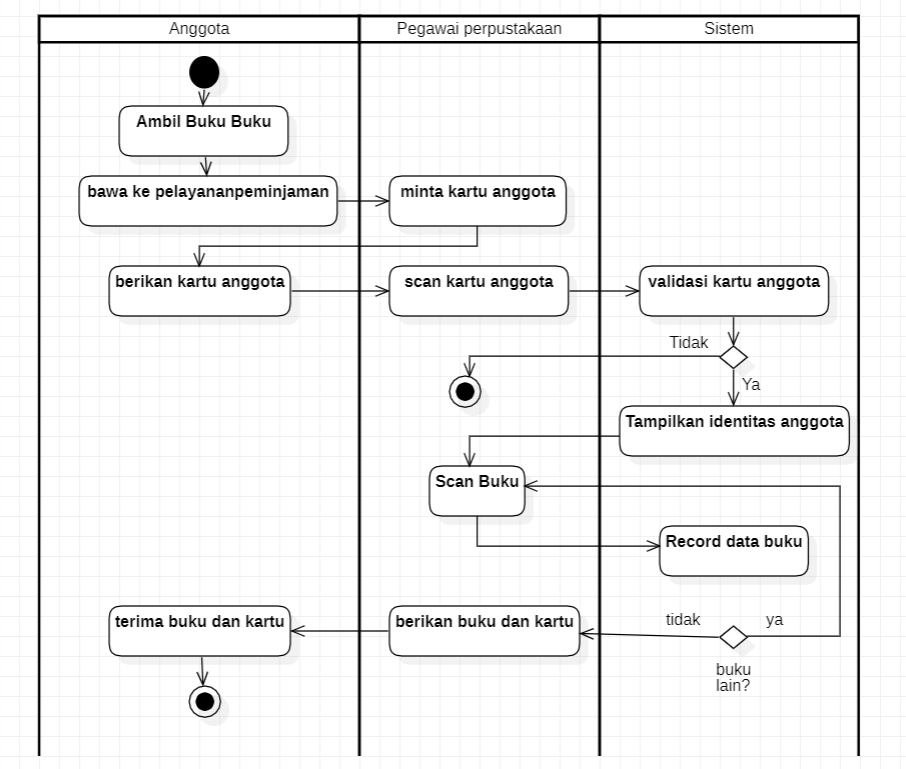 Anggota
Pegawai perpustakaan
Sistem
Ambil Buku Buku
bawa ke pelayananpeminjaman
minta kartu anggota
berikan kartu anggota
scan kartu anggota
validasi kartu anggota
Tidak
Ya
Tampilkan identitas anggota
Scan Buku
Record data buku
terima buku dan kartu
berikan buku dan kartu
tidak
ya
buku
lain?